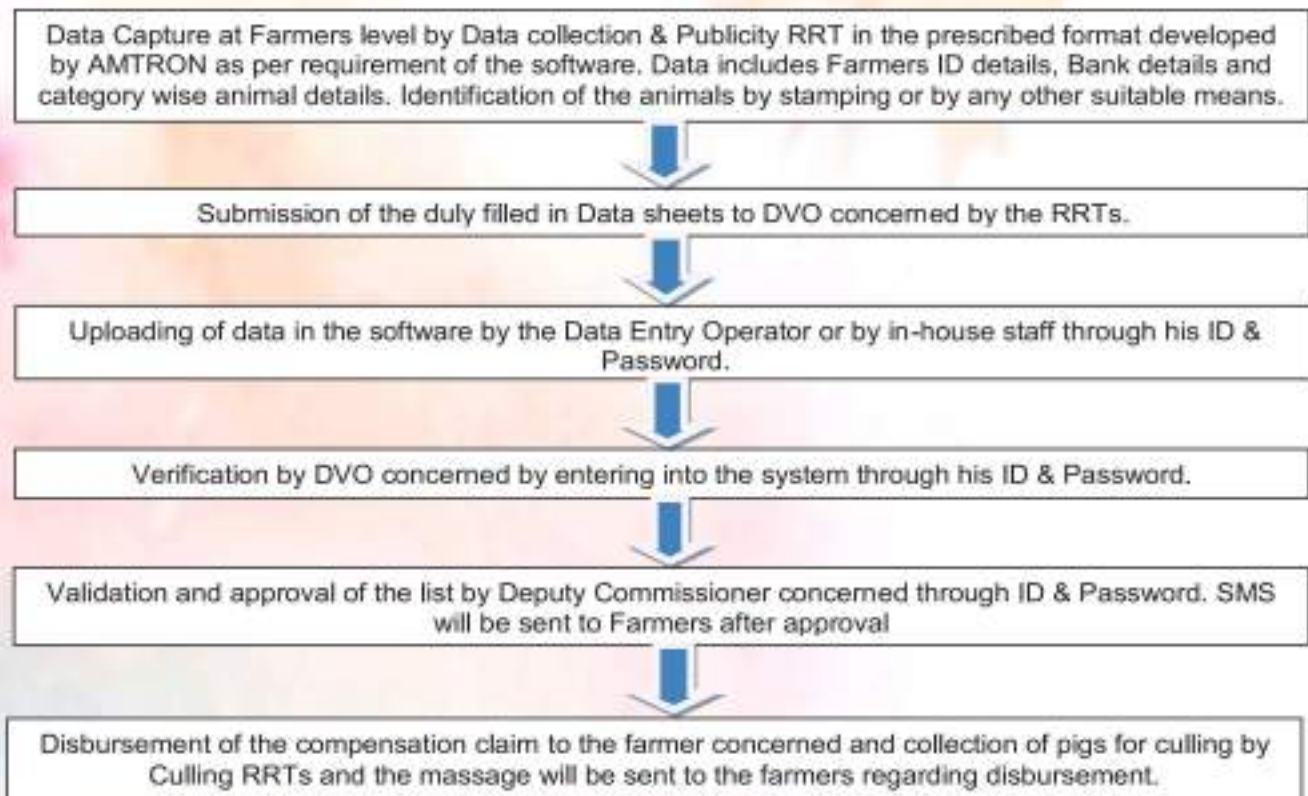 Data Capture at Farmers level by Data collection & Publicity RRT in the prescribed format developed
by AMTRON as per requirement of the software. Data includes Farmers ID details, Bank details and
category wise animal details. Identification of the animals by stamping or by any other suitable means.
Submission of the duly filled in Data sheets to DVO concerned by the RRTs.
Uploading of data in the software by the Data Entry Operator or by in-house staff through his ID &
Password.
Verification by DVO concerned by entering into the system through his ID & Password.
Validation and approval of the list by Deputy Commissioner concerned through ID & Password. SMS
will be sent to Farmers after approval
Disbursement of the compensation claim to the farmer concerned and collection of pigs for culling by
Culling RRTs and the massage will be sent to the farmers regarding disbursement.